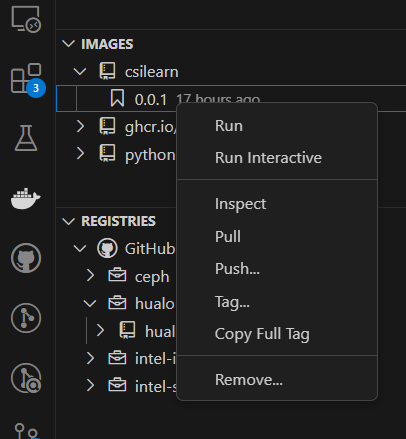 IMAGES
csilearn
0.0.1 17 hours ago
ghcr.io/
python
Run
Run Interactive
Inspect
Pull
Push...
Tag...
Copy Full Tag
Remove...
REGISTRIES
GitHub
ceph
hualo
hual
intel-i
intel-s
3